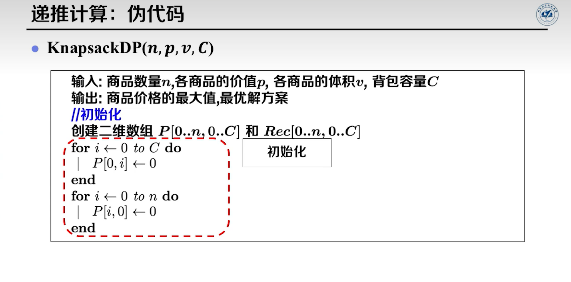 递推计算：伪代码
KnapsackDP(n, p, v, C)
输入: 商品数量n,各商品的价值p, 各商品的体积v, 背包容量C
输出: 商品价格的最大值,最优解方案
//初始化
创建二维数组 P[0..n, 0..C] 和 Rec[0..n, 0..C]
for i ← 0 to C do
P[0, i] ← 0
end
for i ← 0 to n do
P[i, 0] ← 0
end
初始化